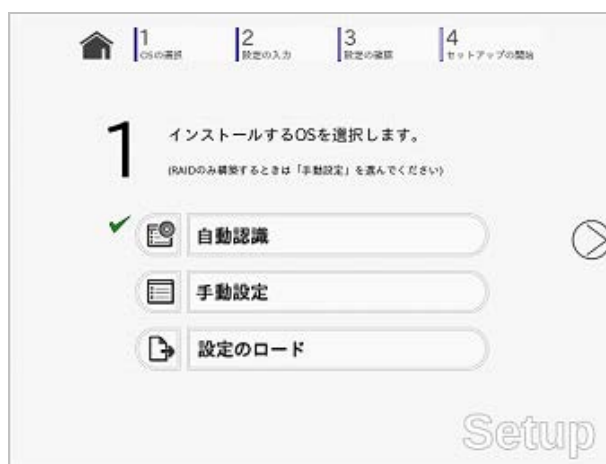 1
OSの選択
2
設定の入力
3
設定の確認
4
セットアップの開始
1
インストールするOSを選択します。
(RAIDのみ構築するときは「手動設定」を選んでください)
自動認識
手動設定
設定のロード
Setup